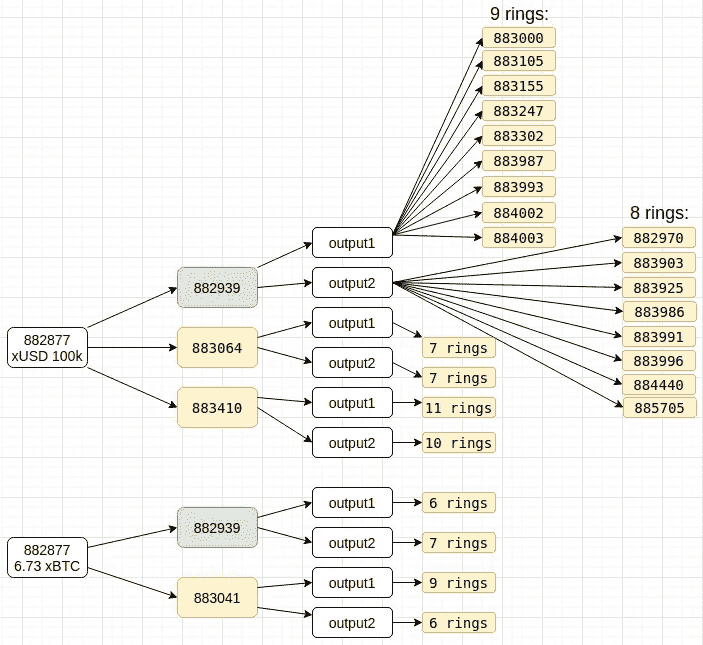 9 rings:
883000
883105
883155
883247
883302
883987
883993
884002
884003
8 rings:
882970
883903
883925
883986
883991
883996
884440
885705
882877
xUSD 100k
882939
output1
output2
883064
output1
7 rings
output2
7 rings
883410
output1
11 rings
output2
10 rings
882877
6.73 xBTC
882939
output1
6 rings
output2
7 rings
883041
output1
9 rings
output2
6 rings